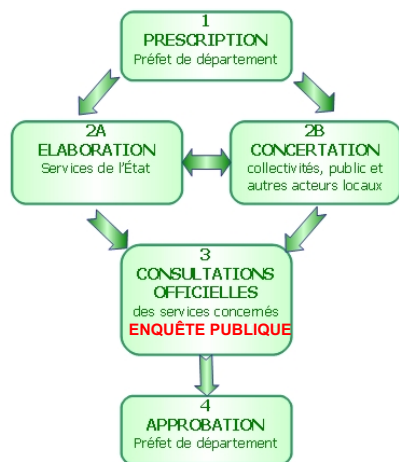 1
PRESCRIPTION
Préfet de département
2A
ELABORATION
Services de l'État
2B
CONCERTATION
collectivités, public et
autres acteurs locaux
3
CONSULTATIONS
OFFICIELLES
des services concernés
ENQUÊTE PUBLIQUE
4
APPROBATION
Préfet de département